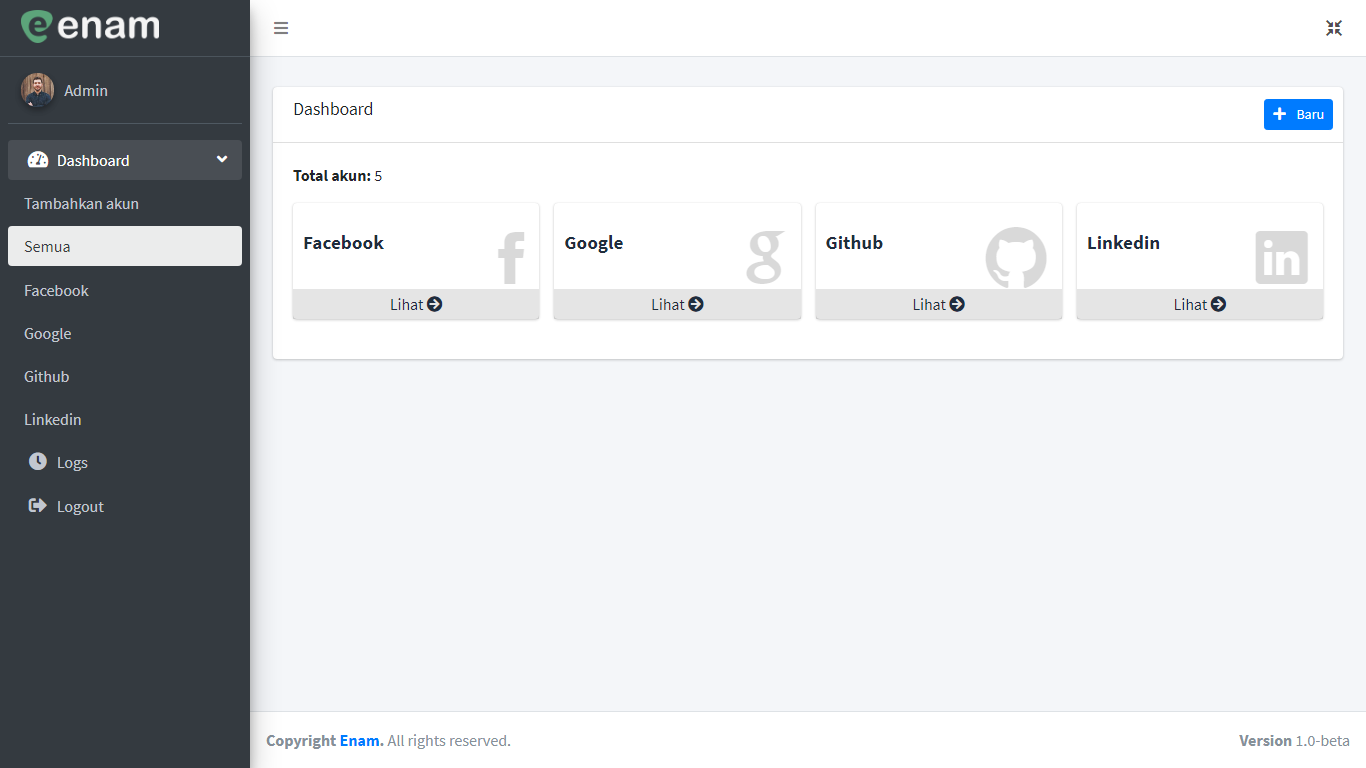 enam
Admin
Dashboard
Tambahkan akun
Semua
Facebook
Google
Github
Linkedin
Logs
Logout
Dashboard
Baru
Total akun: 5
Facebook
Lihat
Google
Lihat
Github
Lihat
Linkedin
Lihat
Copyright Enam. All rights reserved.
Version 1.0-beta